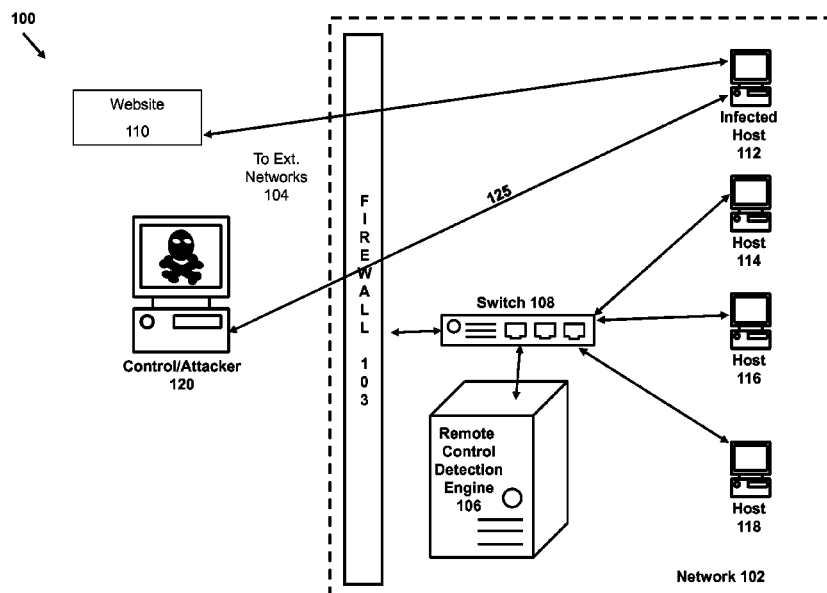 100
Website
110
To Ext.
Networks
104
Control/Attacker
120
FIREWALL 103
125
Infected
Host
112
Host
114
Switch 108
Host
116
Remote
Control
Detection
Engine
106
Host
118
Network 102